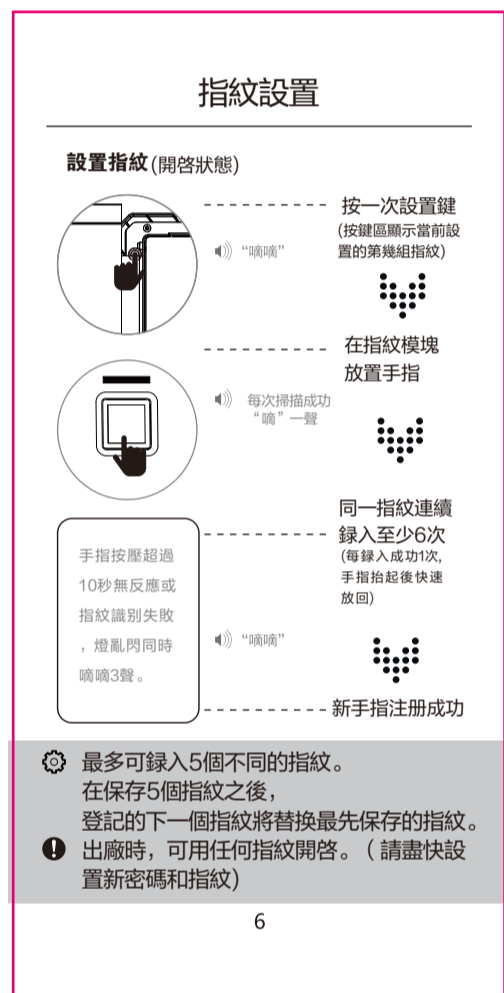 指紋設置
設置指紋(開啓狀態)
按一次設置鍵
(按鍵區顯示當前設
置的第幾組指紋)
“嘀嘀”
在指紋模塊
放置手指
每次掃描成功
“嘀”一聲
同一指紋連續
録入至少6次
(每録入成功1次,
手指抬起後快速
放回)
手指按壓超過
10秒無反應或
指紋識别失敗
，燈亂閃同時
嘀嘀3聲。
“嘀嘀”
新手指注册成功
最多可録入5個不同的指紋。
在保存5個指紋之後，
登記的下一個指紋將替換最先保存的指紋。
出廠時，可用任何指紋開啓。（請盡快設
置新密碼和指紋)
6